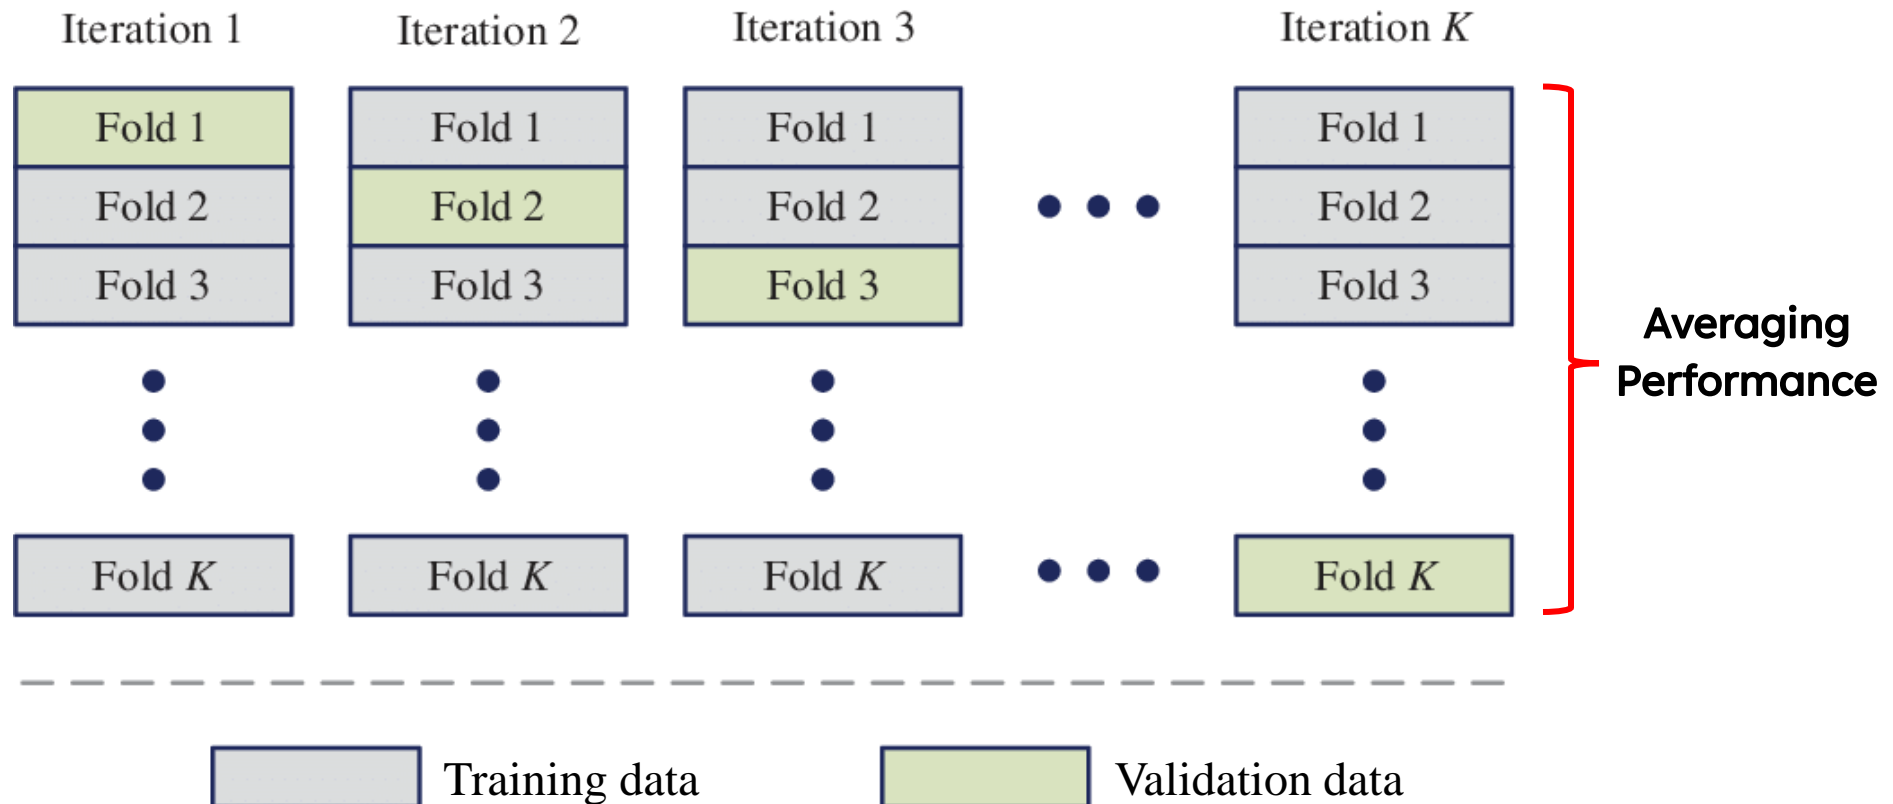 Iteration 1
Iteration 2
Iteration 3
Iteration K
Fold 1
Fold 1
Fold 1
Fold 1
Fold 2
Fold 2
Fold 2
Fold 2
Fold 3
Fold 3
Fold 3
Fold 3
Averaging
Performance
Fold K
Fold K
Fold K
Fold K
Training data
Validation data